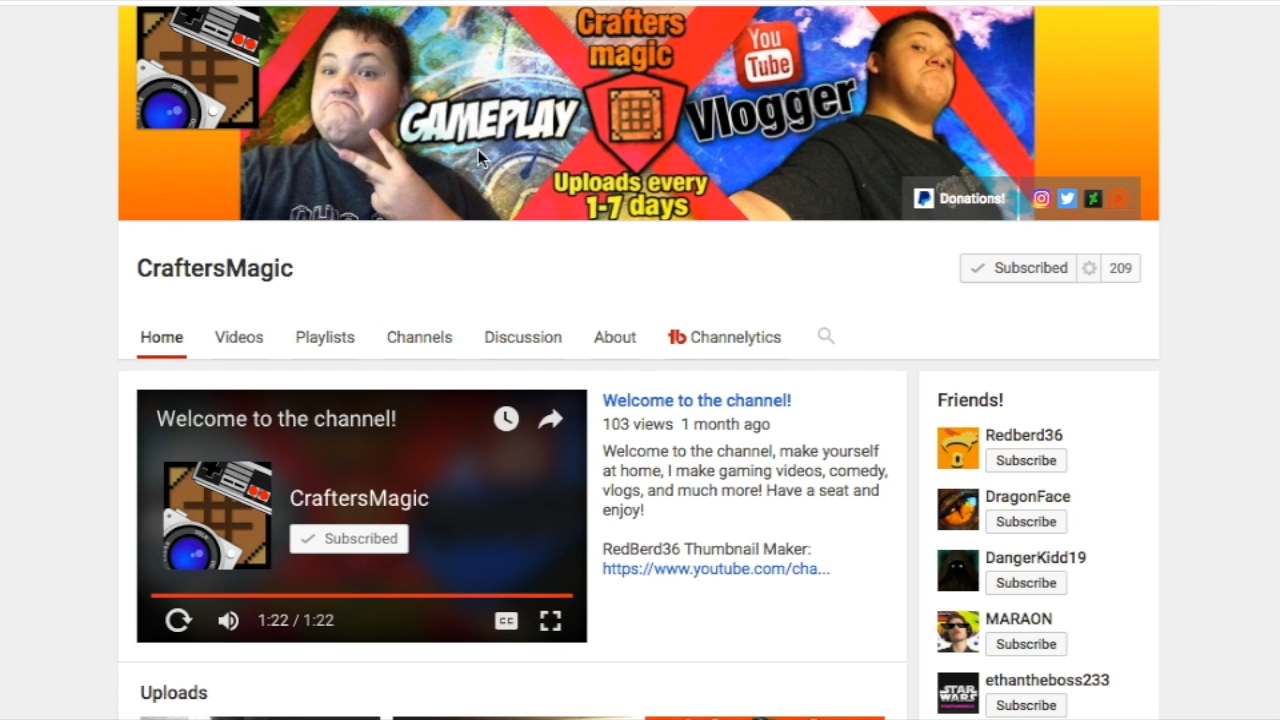 Crafters
magic
You
Tube
GAMEPLAY
Vlogger
Uploads every
1-7 days
Donations!
CraftersMagic
Subscribed
209
Home
Videos
Playlists
Channels
Discussion
About
tb Channelytics
Welcome to the channel!
CraftersMagic
Subscribed
1:22 / 1:22
CC
Welcome to the channel!
103 views 1 month ago
Welcome to the channel, make yourself
at home, I make gaming videos, comedy,
vlogs, and much more! Have a seat and
enjoy!
RedBerd36 Thumbnail Maker:
https://www.youtube.com/cha...
Friends!
Redberd36
Subscribe
DragonFace
Subscribe
DangerKidd19
Subscribe
MARAON
Subscribe
STAR
WARS
ethantheboss233
Subscribe
Uploads